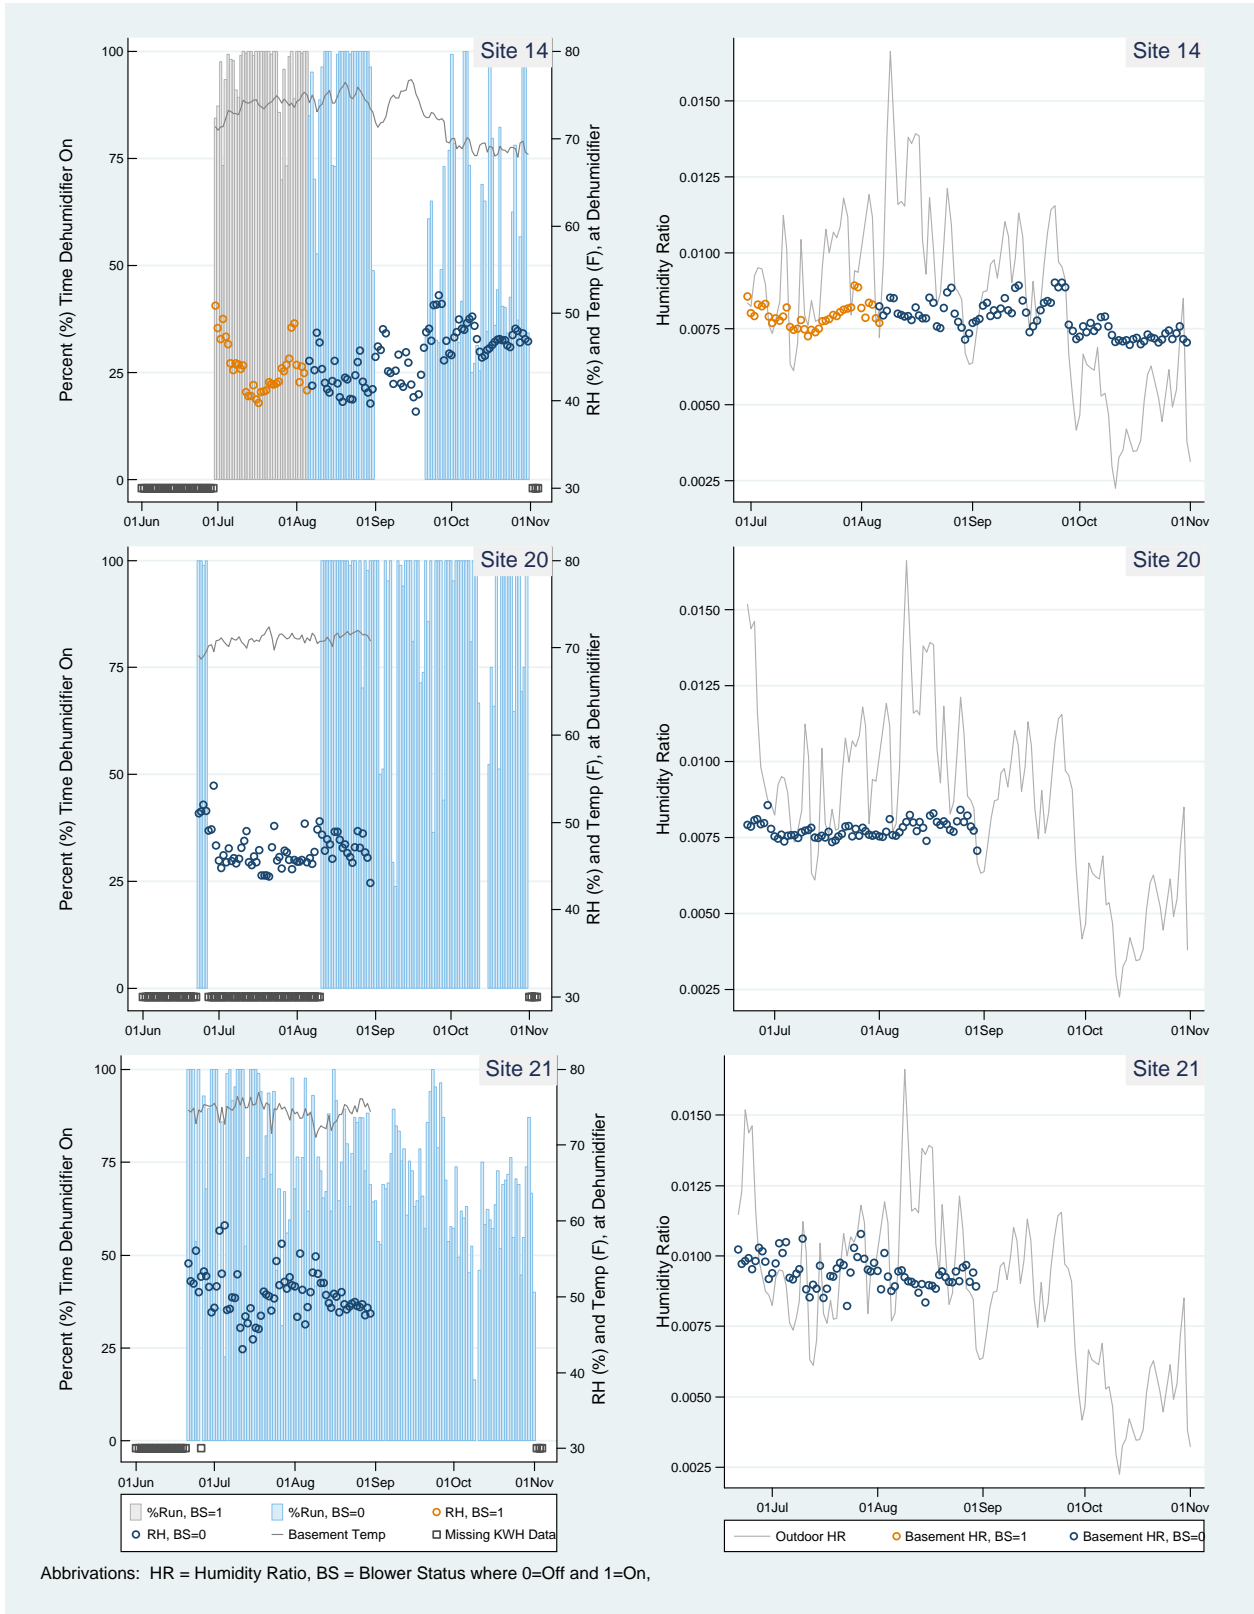 Site 14
Percent (%) Time Dehumidifier On
100
75
50
25
0
80
70
60
50
40
30
RH (%) and Temp (F), at Dehumidifier
01Jun 01Jul 01Aug 01Sep 01Oct 01Nov
Site 14
Humidity Ratio
0.0150
0.0125
0.0100
0.0075
0.0050
0.0025
01Jul 01Aug 01Sep 01Oct 01Nov
Site 20
Percent (%) Time Dehumidifier On
100
75
50
25
0
80
70
60
50
40
30
RH (%) and Temp (F), at Dehumidifier
01Jun 01Jul 01Aug 01Sep 01Oct 01Nov
Site 20
Humidity Ratio
0.0150
0.0125
0.0100
0.0075
0.0050
0.0025
01Jul 01Aug 01Sep 01Oct 01Nov
Site 21
Percent (%) Time Dehumidifier On
100
75
50
25
0
80
70
60
50
40
30
RH (%) and Temp (F), at Dehumidifier
01Jun 01Jul 01Aug 01Sep 01Oct 01Nov
%Run, BS=1 %Run, BS=0 RH, BS=1
RH, BS=0 Basement Temp Missing KWH Data
Site 21
Humidity Ratio
0.0150
0.0125
0.0100
0.0075
0.0050
0.0025
01Jul 01Aug 01Sep 01Oct 01Nov
Outdoor HR Basement HR, BS=1 Basement HR, BS=0
Abbrivations: HR = Humidity Ratio, BS = Blower Status where 0=Off and 1=On,